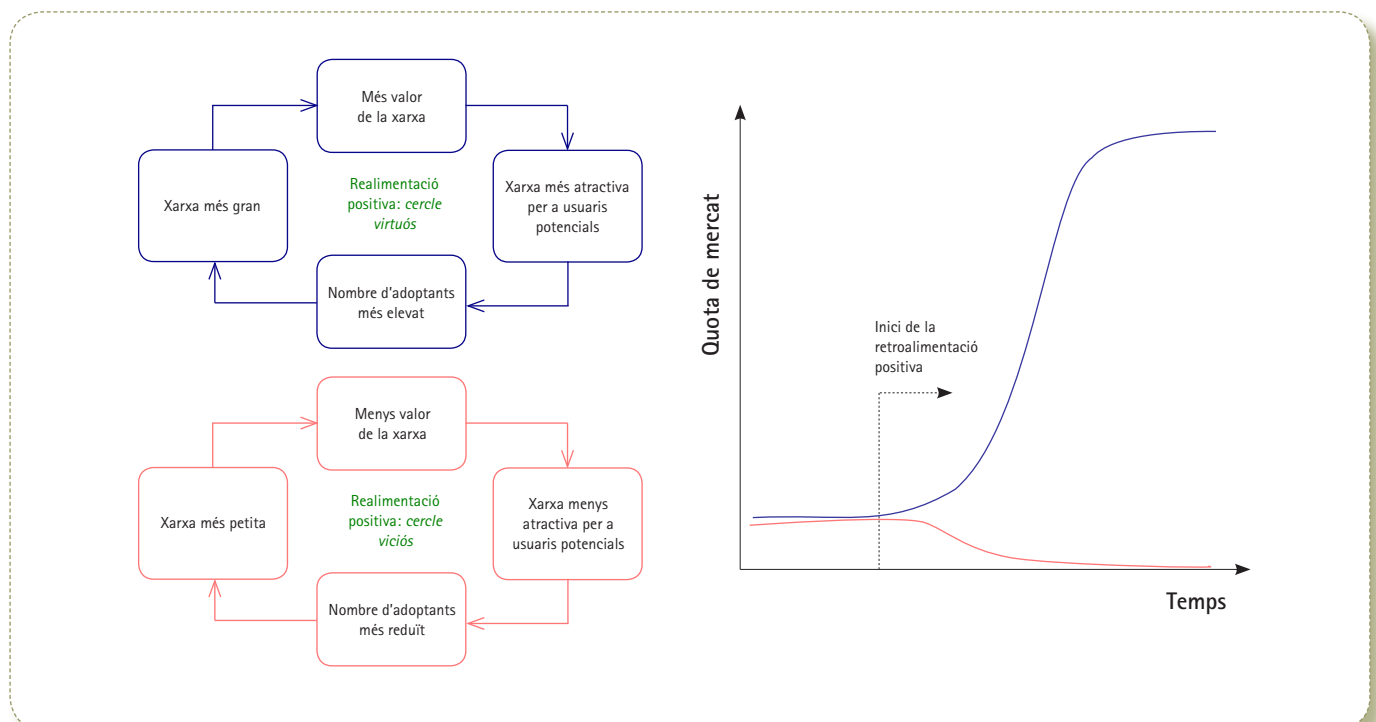 Més valor
de la xarxa
Xarxa més gran
Realimentació
positiva: cercle
virtuós
Xarxa més atractiva
per a usuaris
potencials
Nombre d'adoptants
més elevat
Menys valor
de la xarxa
Xarxa més petita
Realimentació
positiva: cercle
viciós
Xarxa menys
atractiva per a
usuaris potencials
Nombre d'adoptants
més reduït
Quota de mercat
Inici de la
retroalimentació
positiva
Temps